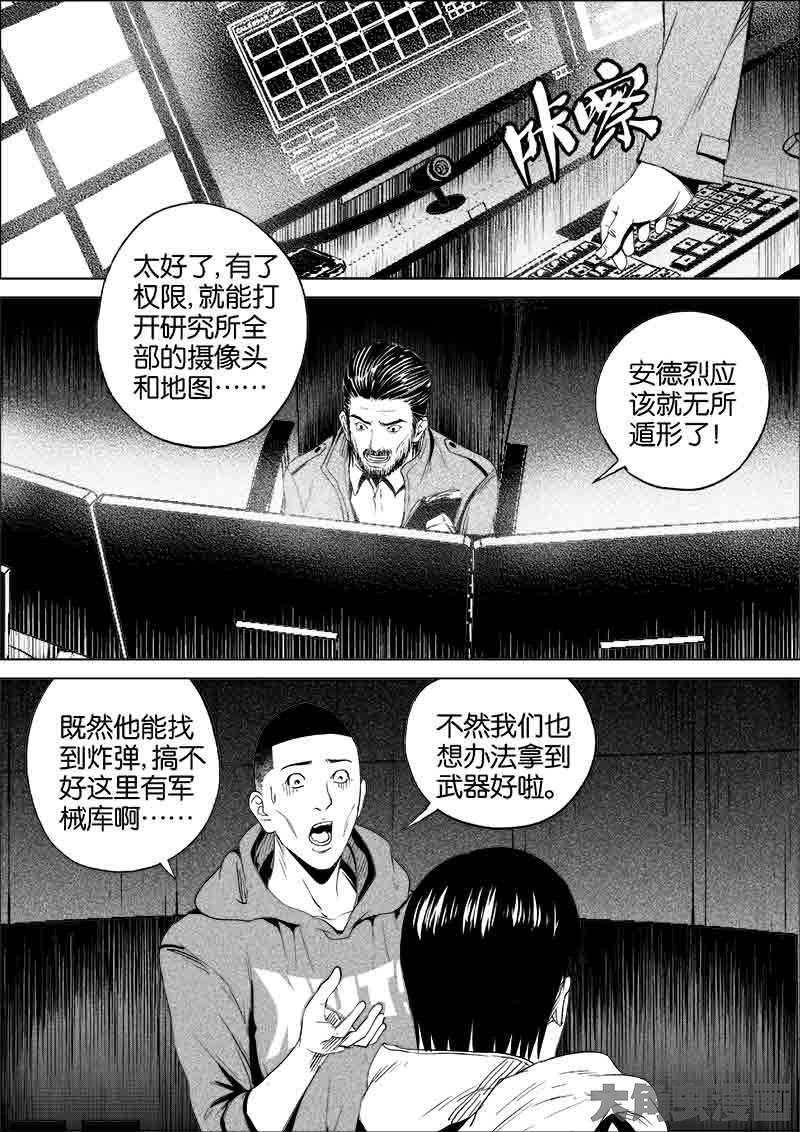 咔嚓
太好了，有了
权限，就能打
开研究所全
部的摄像头
和地图……
安德烈应
该就无所
遁形了！
既然他能找
到炸弹，搞不
好这里有军
械库啊……
不然我们也
想办法拿到
武器好啦。